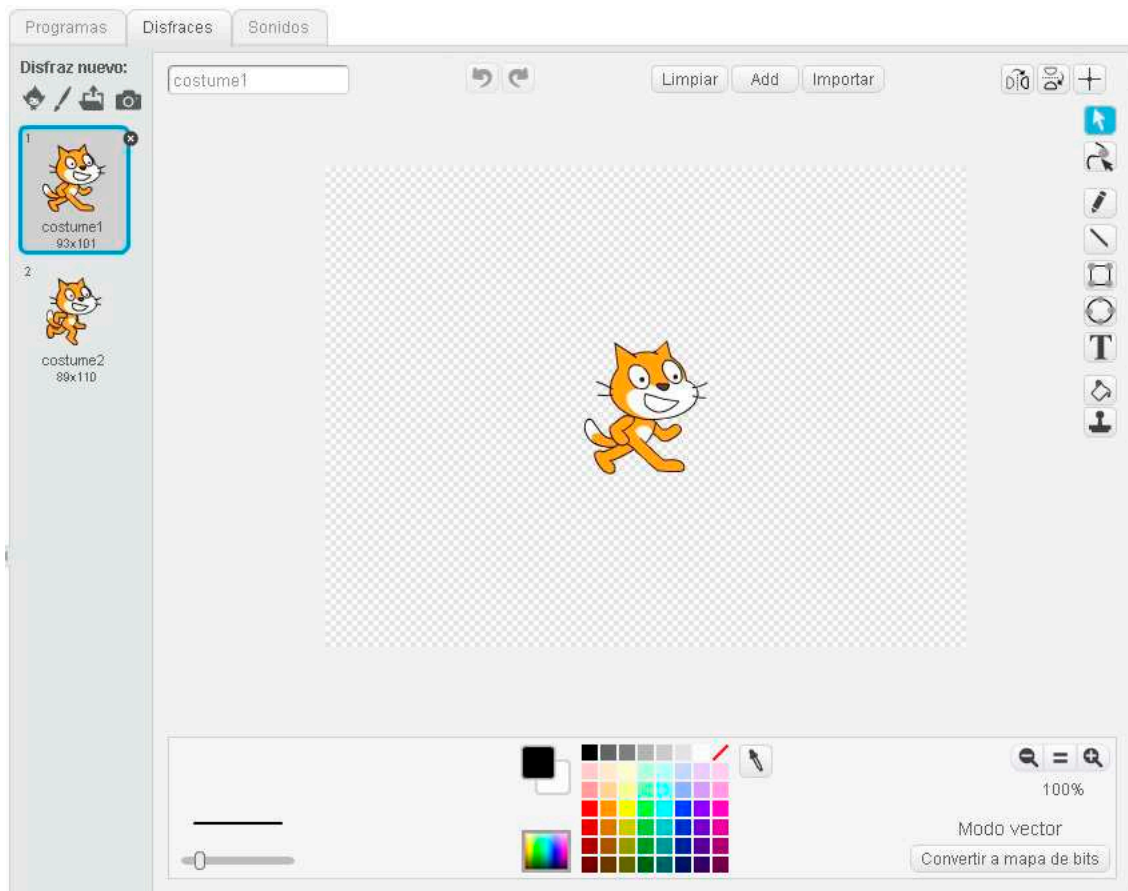 Programas
Disfraces
Sonidos
Disfraz nuevo:
costume1
Limpiar
Add
Importar
1
costume1
93x101
2
costume2
89x110
T
100%
Modo vector
Convertir a mapa de bits